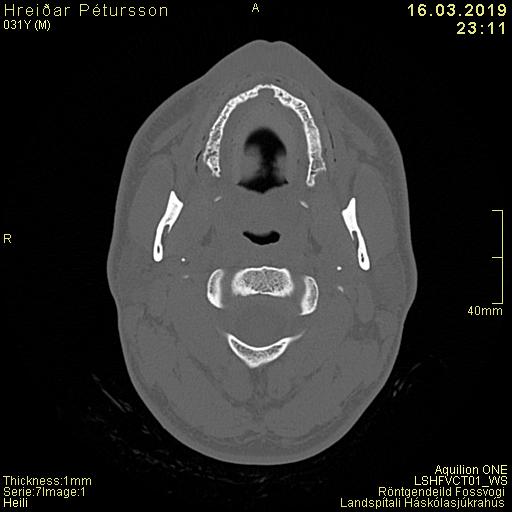 Hreiðar Pétursson
031Y (M)
A
16.03.2019
23:11
R
40mm
Thickness:1mm
Serie:7Image:1
Heili
Aquilion ONE
LSHFVCT01_WS
Röntgendeild Fossvogi
Landspítali Háskólasjúkrahús